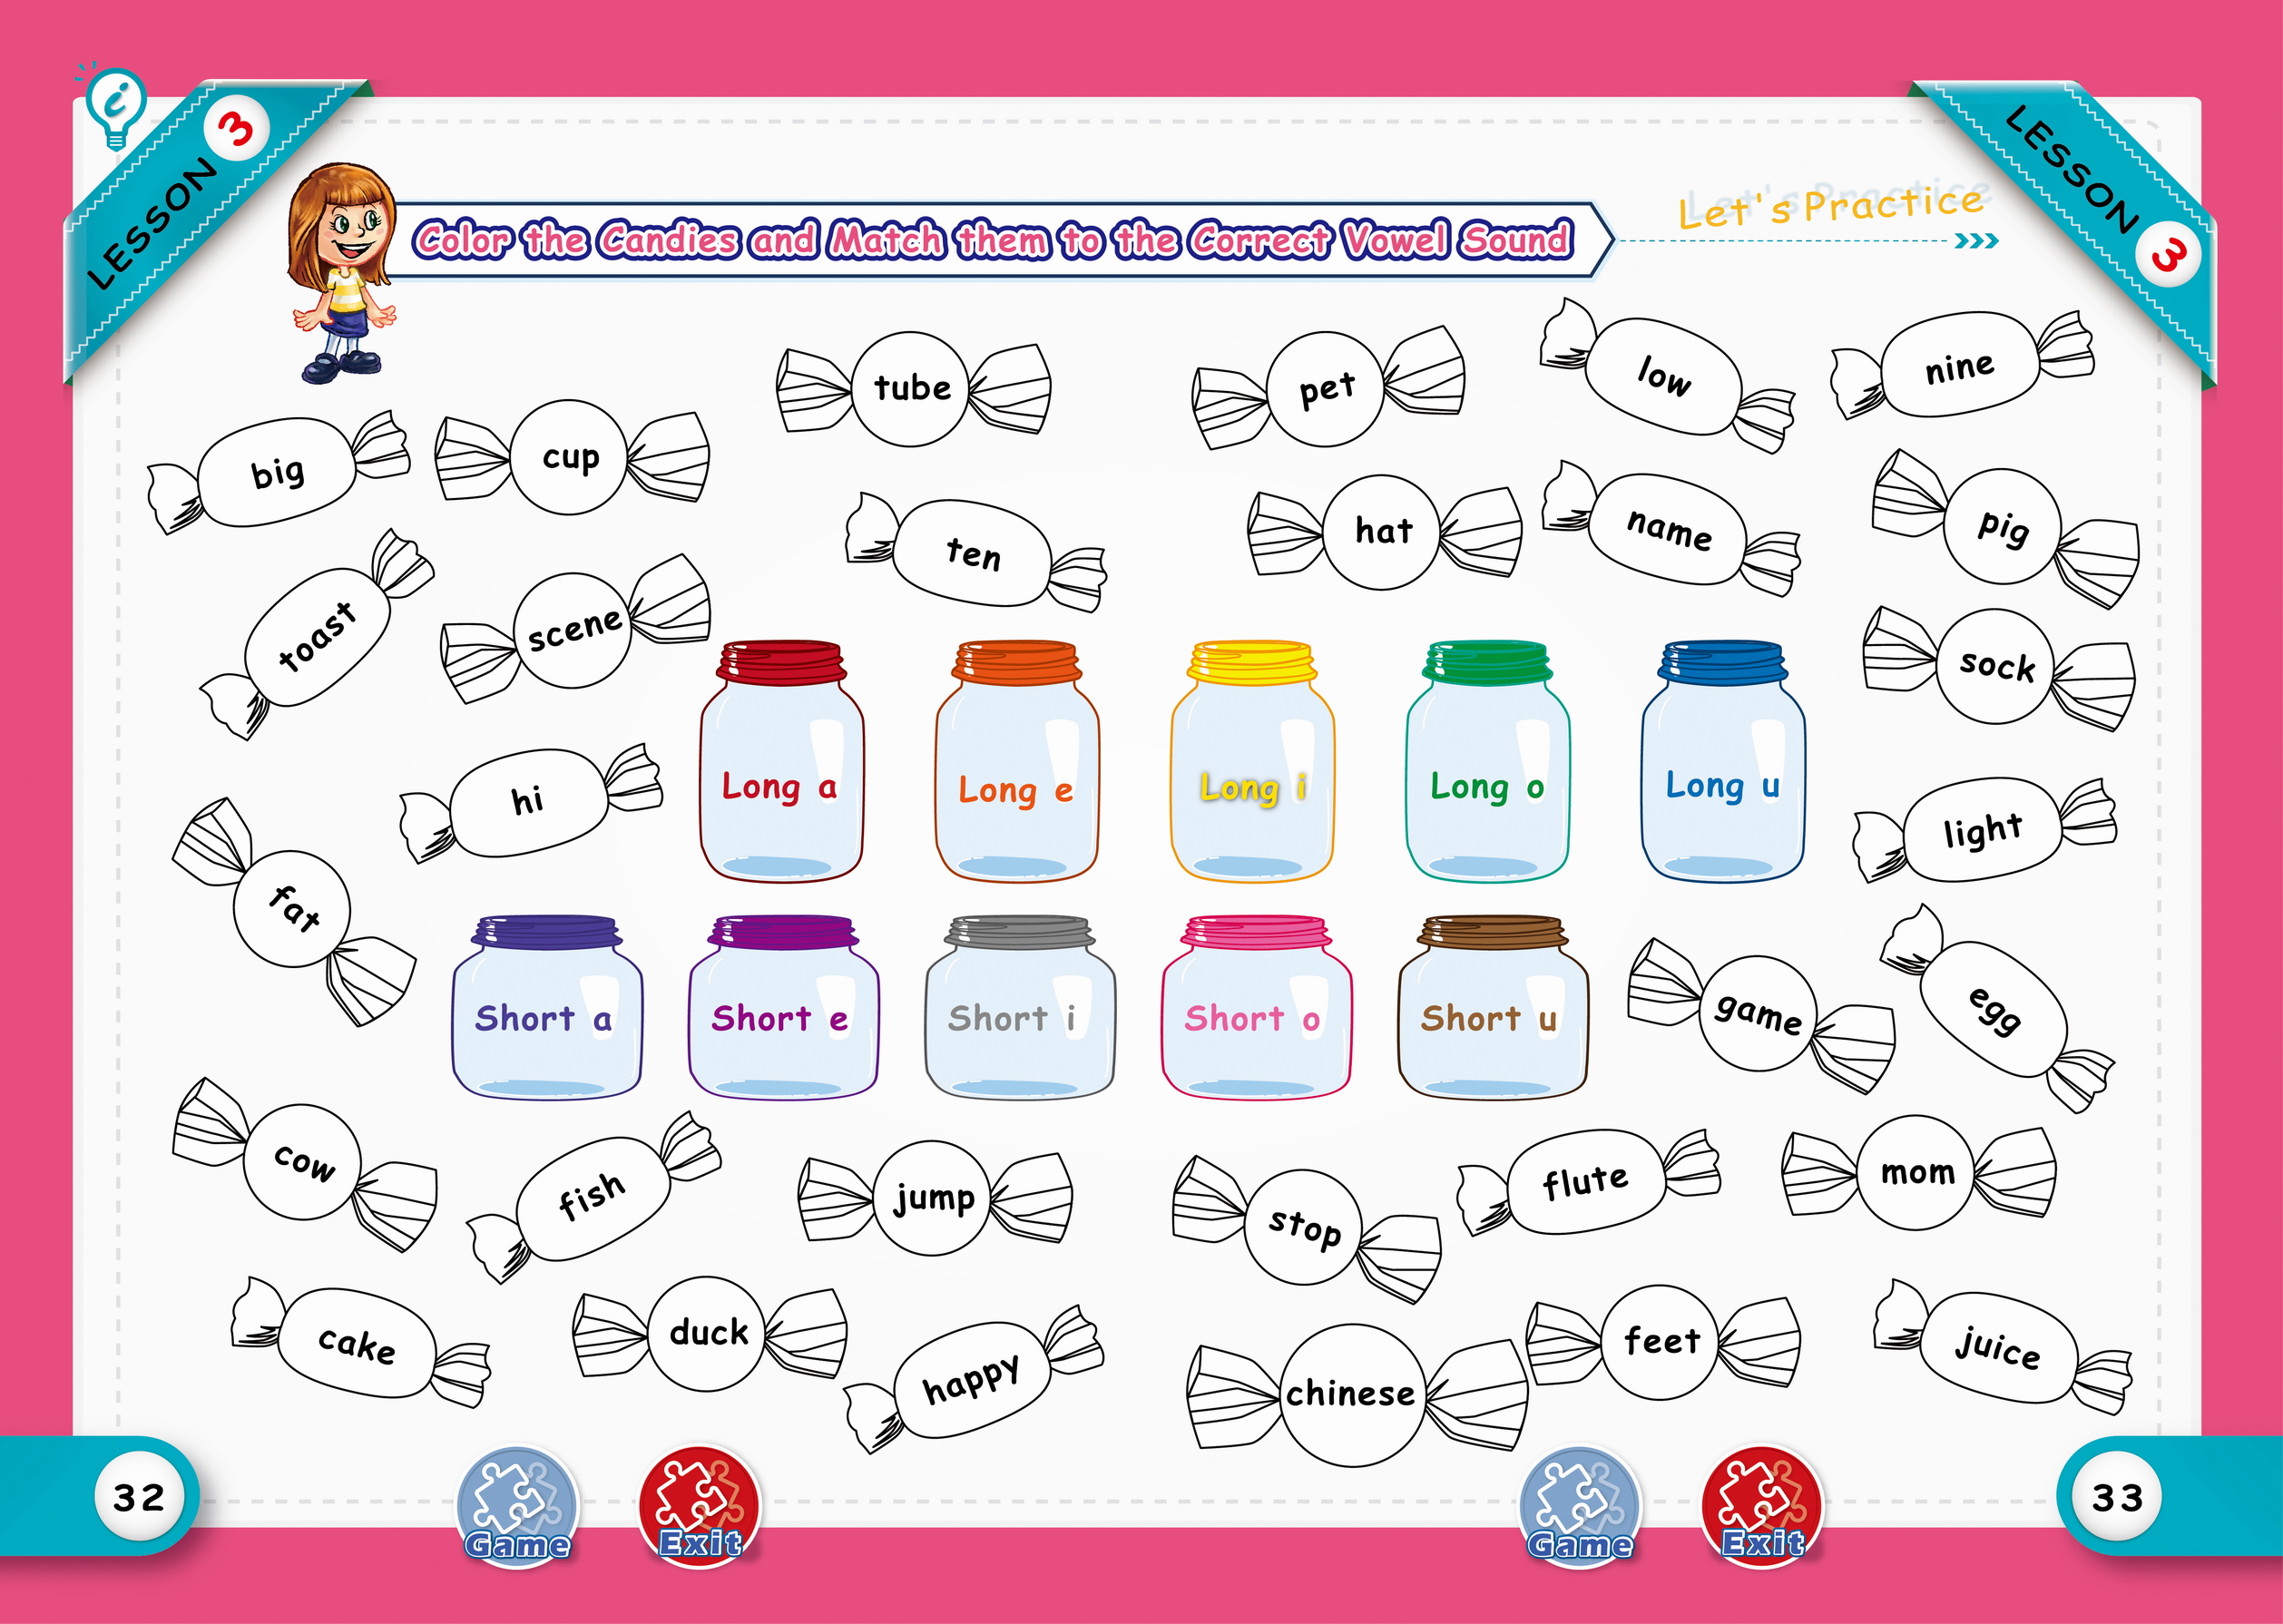 LESSON 3
LESSON 3
Color the Candies and Match them to the Correct Vowel Sound
Let's Practice
tube
pet
low
nine
big
cup
ten
hat
name
pig
toast
scene
sock
hi
Long a
Long e
Long i
Long o
Long u
light
fat
Short a
Short e
Short i
Short o
Short u
game
egg
cow
fish
jump
stop
flute
mom
cake
duck
happy
chinese
feet
juice
32
Game
Exit
Game
Exit
33